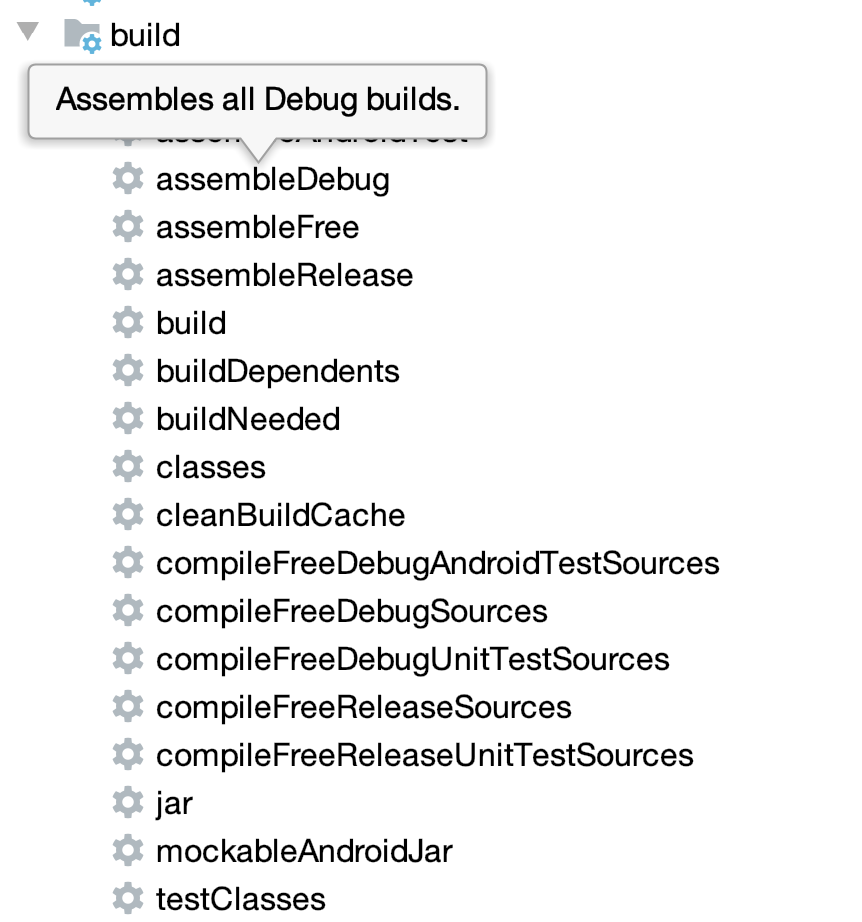 build
Assembles all Debug builds.
assembleDebug
assembleFree
assembleRelease
build
buildDependents
buildNeeded
classes
cleanBuildCache
compileFreeDebugAndroidTestSources
compileFreeDebugSources
compileFreeDebugUnitTestSources
compileFreeReleaseSources
compileFreeReleaseUnitTestSources
jar
mockableAndroidJar
testClasses